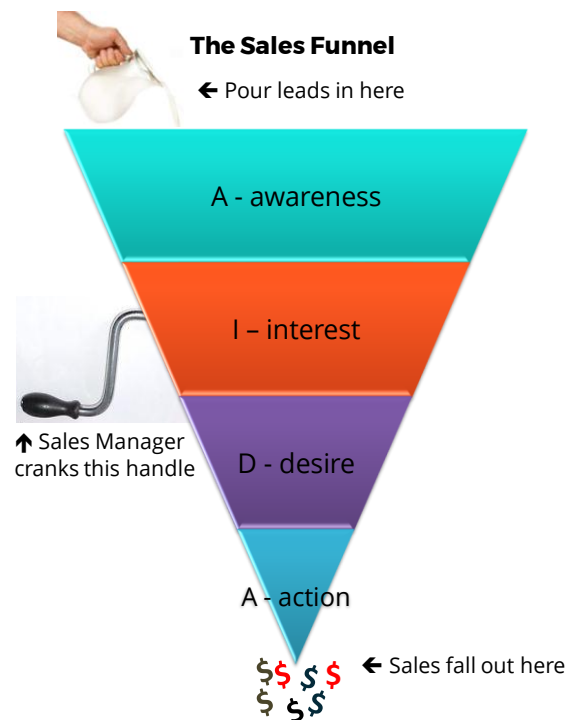 The Sales Funnel
← Pour leads in here
A - awareness
I – interest
↑ Sales Manager
cranks this handle
D - desire
A - action
← Sales fall out here
$ $ $ $
$ $ $